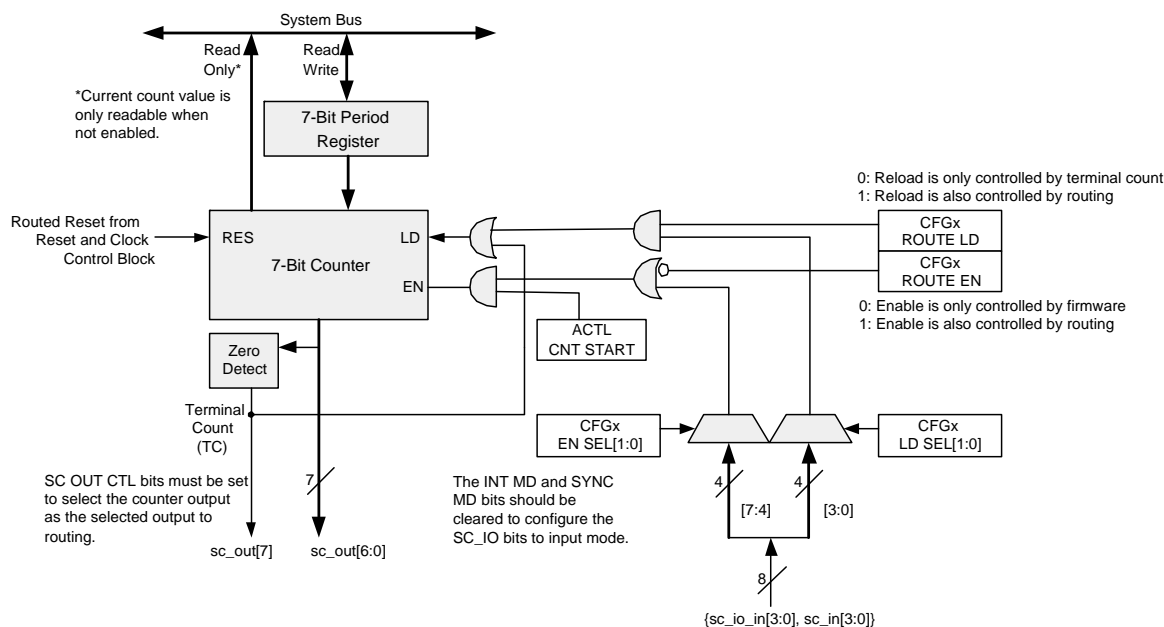 System Bus
Read
Only*
Read
Write
*Current count value is
only readable when
not enabled.
7-Bit Period
Register
0: Reload is only controlled by terminal count
1: Reload is also controlled by routing
Routed Reset from
Reset and Clock
Control Block
RES
LD
7-Bit Counter
EN
CFGx
ROUTE LD
CFGx
ROUTE EN
0: Enable is only controlled by firmware
1: Enable is also controlled by routing
ACTL
CNT START
Zero
Detect
Terminal
Count
(TC)
CFGx
EN SEL[1:0]
CFGx
LD SEL[1:0]
SC OUT CTL bits must be set
to select the counter output
as the selected output to
routing.
7
The INT MD and SYNC
MD bits should be
cleared to configure the
SC_IO bits to input mode.
4
4
[7:4]
[3:0]
sc_out[7]
sc_out[6:0]
8
{sc_io_in[3:0], sc_in[3:0]}